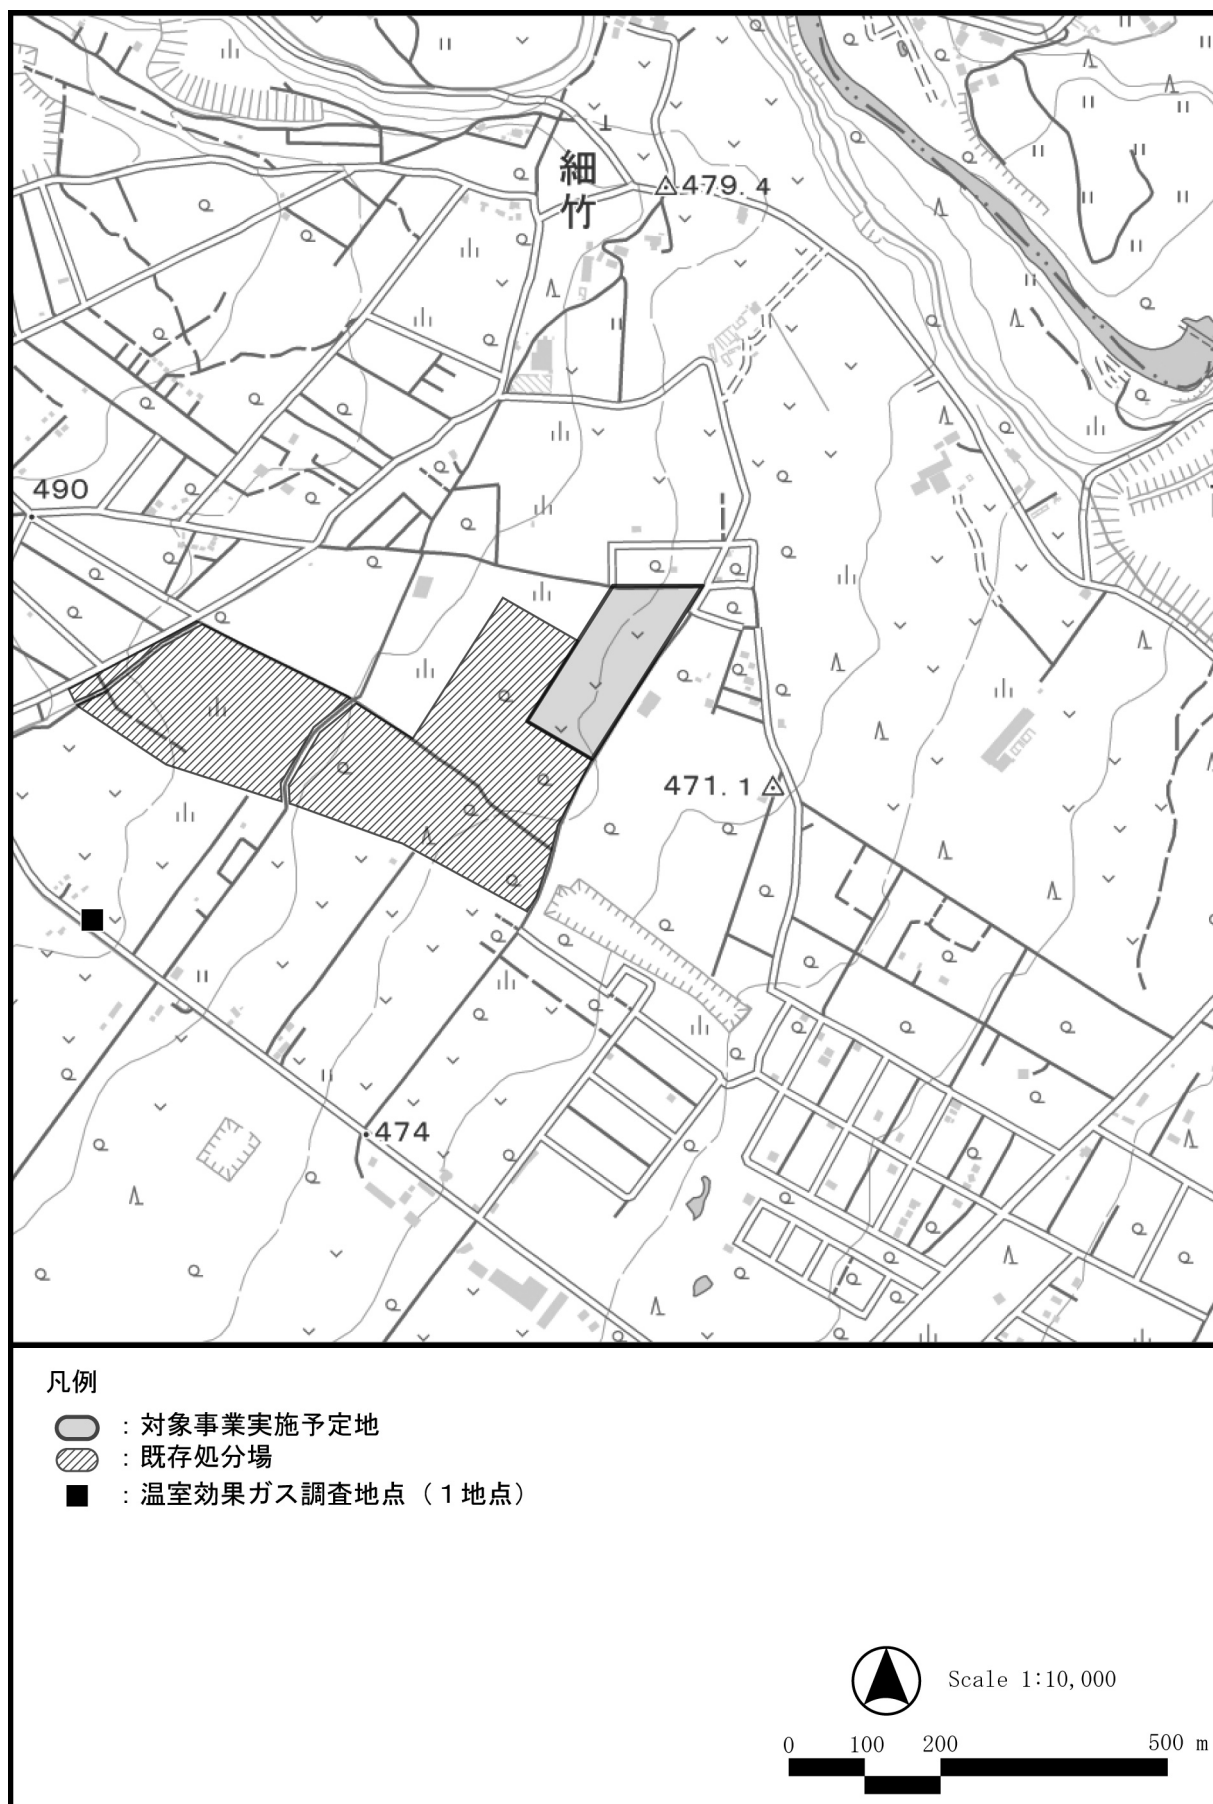 細竹
479.4
490
471.1
474
凡例
：対象事業実施予定地
：既存処分場
：温室効果ガス調査地点（１地点）
Scale 1:10,000
0 100 200 500 m